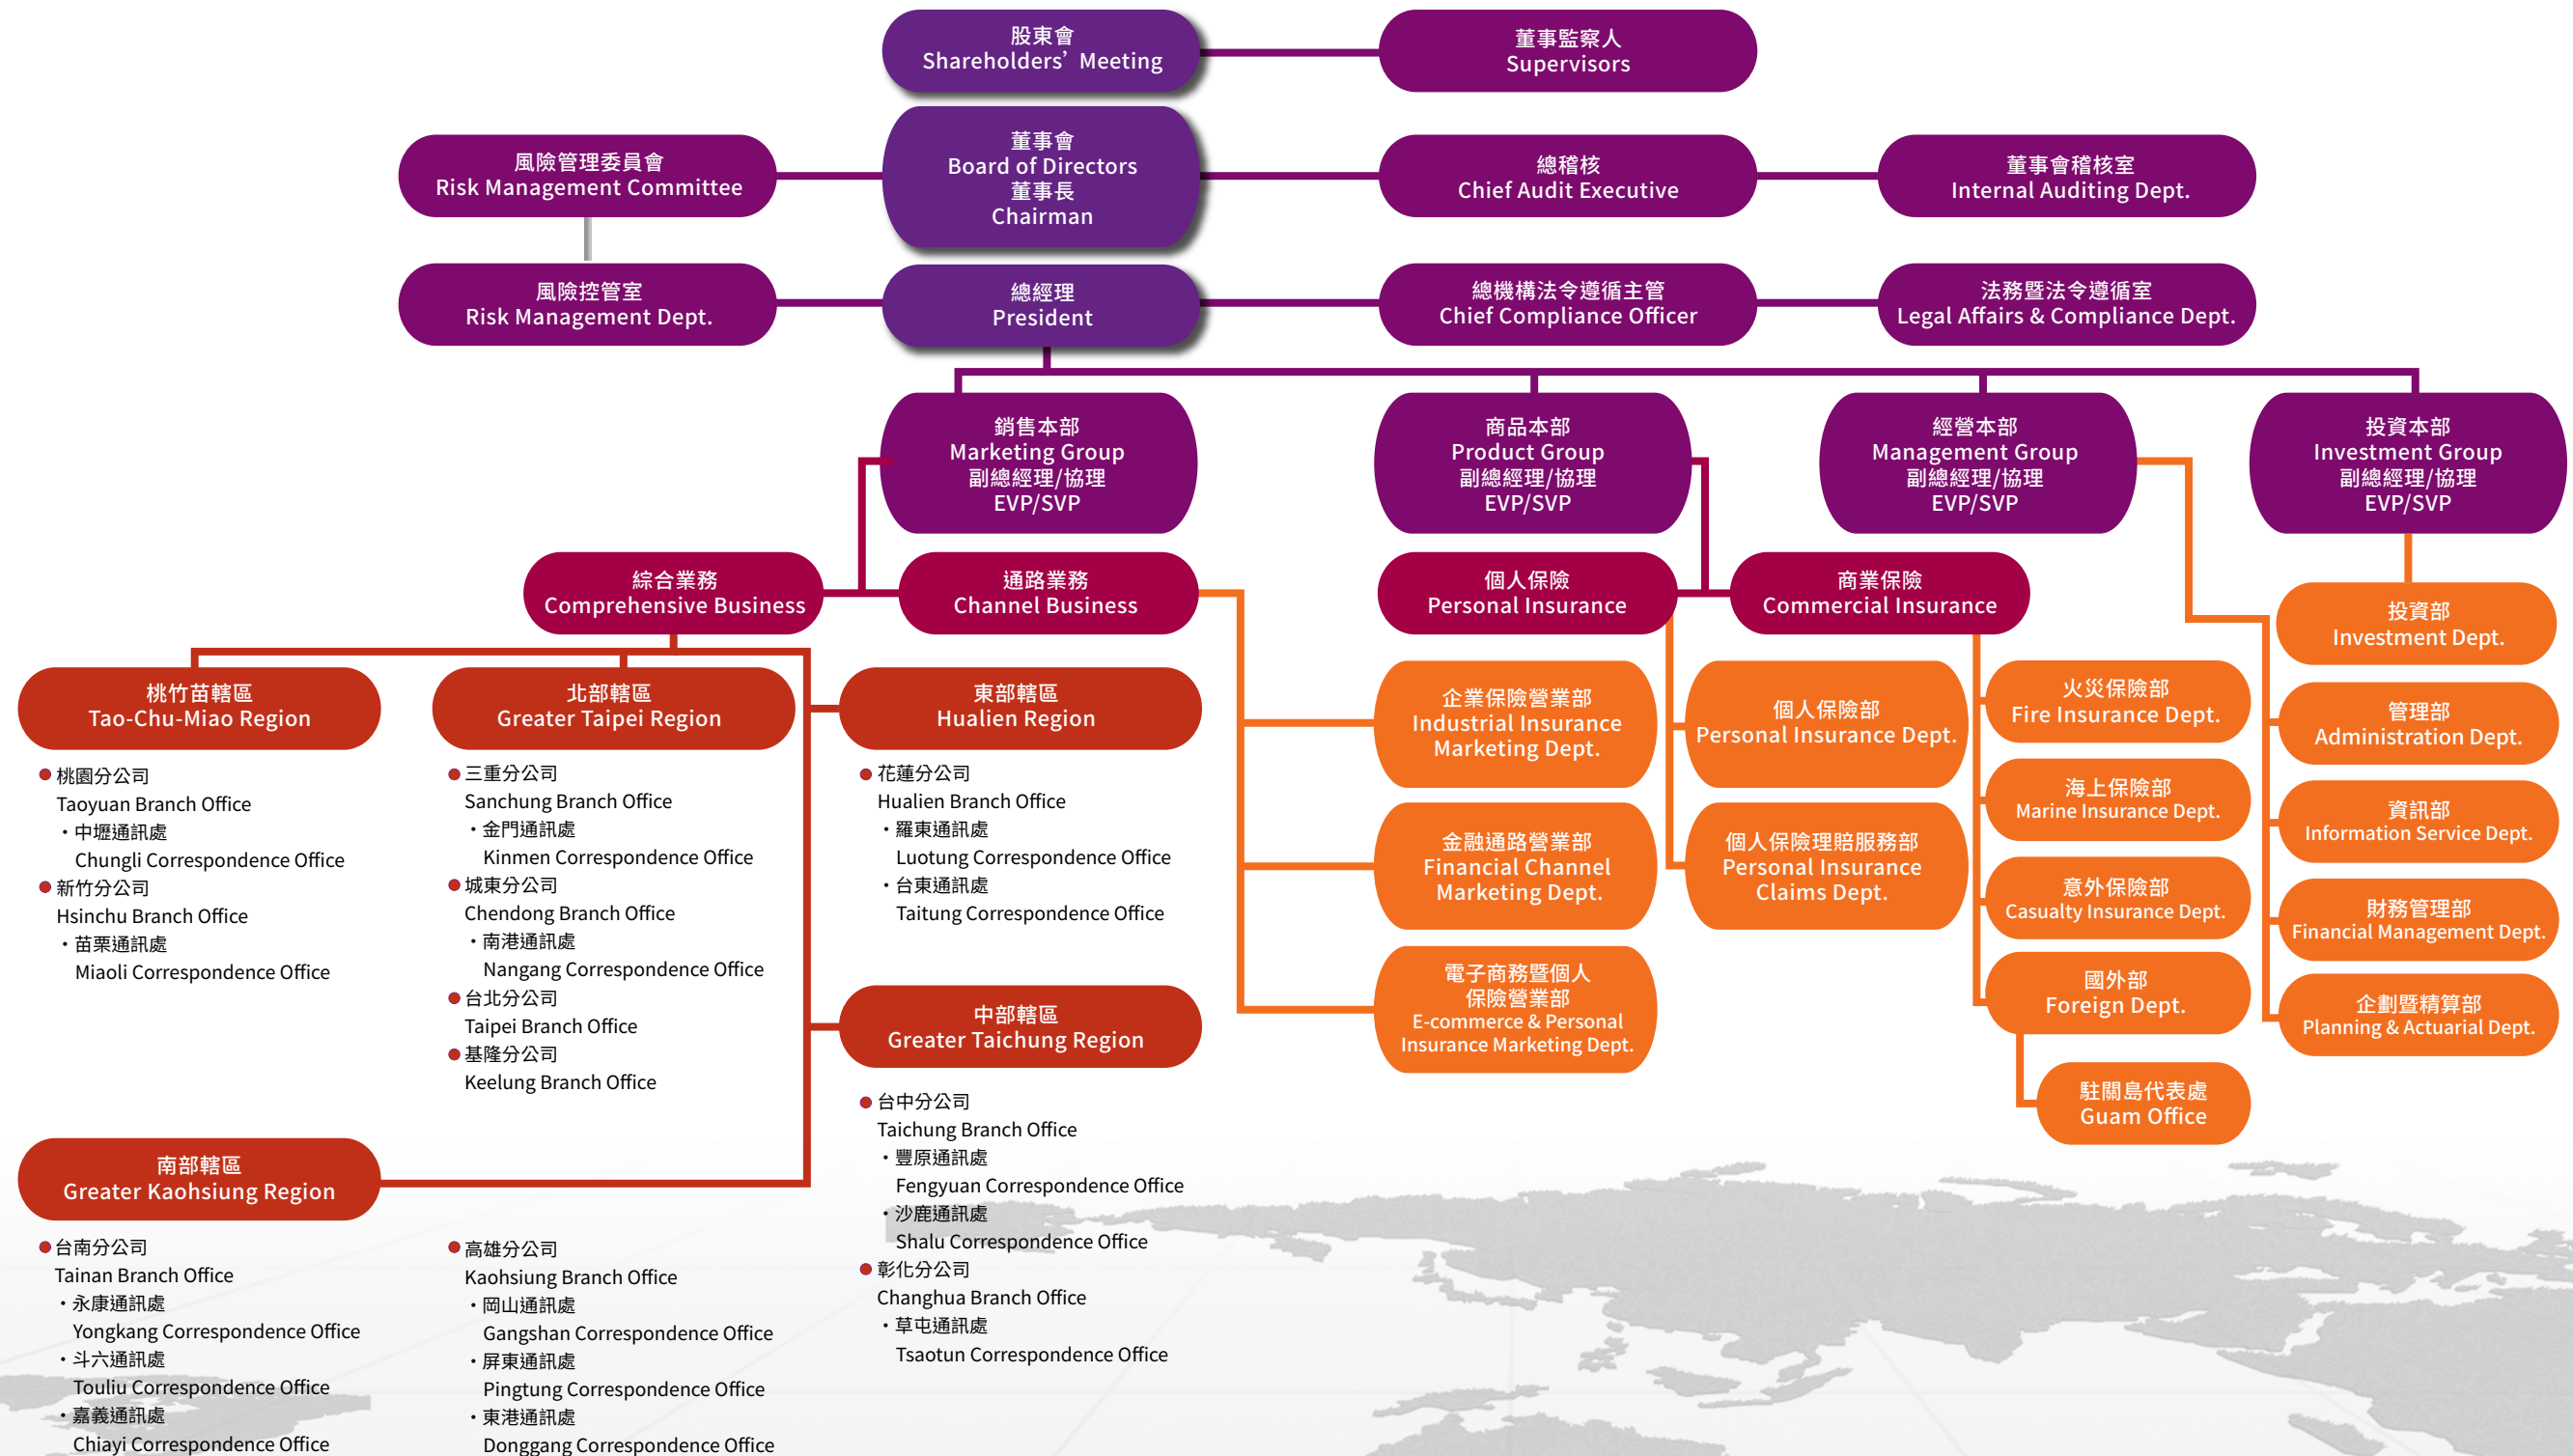 股東會
Shareholders’ Meeting
董事監察人
Supervisors
風險管理委員會
Risk Management Committee
董事會
Board of Directors
董事長
Chairman
總稽核
Chief Audit Executive
董事會稽核室
Internal Auditing Dept.
風險控管室
Risk Management Dept.
總經理
President
總機構法令遵循主管
Chief Compliance Officer
法務暨法令遵循室
Legal Affairs & Compliance Dept.
銷售本部
Marketing Group
副總經理/協理
EVP/SVP
商品本部
Product Group
副總經理/協理
EVP/SVP
經營本部
Management Group
副總經理/協理
EVP/SVP
投資本部
Investment Group
副總經理/協理
EVP/SVP
綜合業務
Comprehensive Business
通路業務
Channel Business
個人保險
Personal Insurance
商業保險
Commercial Insurance
投資部
Investment Dept.
桃竹苗轄區
Tao-Chu-Miao Region
桃園分公司
Taoyuan Branch Office
・中壢通訊處
Chungli Correspondence Office
新竹分公司
Hsinchu Branch Office
・苗栗通訊處
Miaoli Correspondence Office
北部轄區
Greater Taipei Region
三重分公司
Sanchung Branch Office
・金門通訊處
Kinmen Correspondence Office
城東分公司
Chendong Branch Office
・南港通訊處
Nangang Correspondence Office
台北分公司
Taipei Branch Office
基隆分公司
Keelung Branch Office
東部轄區
Hualien Region
花蓮分公司
Hualien Branch Office
・羅東通訊處
Luotung Correspondence Office
・台東通訊處
Taitung Correspondence Office
中部轄區
Greater Taichung Region
台中分公司
Taichung Branch Office
・豐原通訊處
Fengyuan Correspondence Office
・沙鹿通訊處
Shalu Correspondence Office
彰化分公司
Changhua Branch Office
・草屯通訊處
Tsaotun Correspondence Office
南部轄區
Greater Kaohsiung Region
台南分公司
Tainan Branch Office
・永康通訊處
Yongkang Correspondence Office
・斗六通訊處
Touliu Correspondence Office
・嘉義通訊處
Chiayi Correspondence Office
高雄分公司
Kaohsiung Branch Office
・岡山通訊處
Gangshan Correspondence Office
・屏東通訊處
Pingtung Correspondence Office
・東港通訊處
Donggang Correspondence Office
企業保險營業部
Industrial Insurance
Marketing Dept.
金融通路營業部
Financial Channel
Marketing Dept.
電子商務暨個人
保險營業部
E-commerce & Personal
Insurance Marketing Dept.
個人保險部
Personal Insurance Dept.
個人保險理賠服務部
Personal Insurance
Claims Dept.
火災保險部
Fire Insurance Dept.
海上保險部
Marine Insurance Dept.
意外保險部
Casualty Insurance Dept.
國外部
Foreign Dept.
駐關島代表處
Guam Office
管理部
Administration Dept.
資訊部
Information Service Dept.
財務管理部
Financial Management Dept.
企劃暨精算部
Planning & Actuarial Dept.